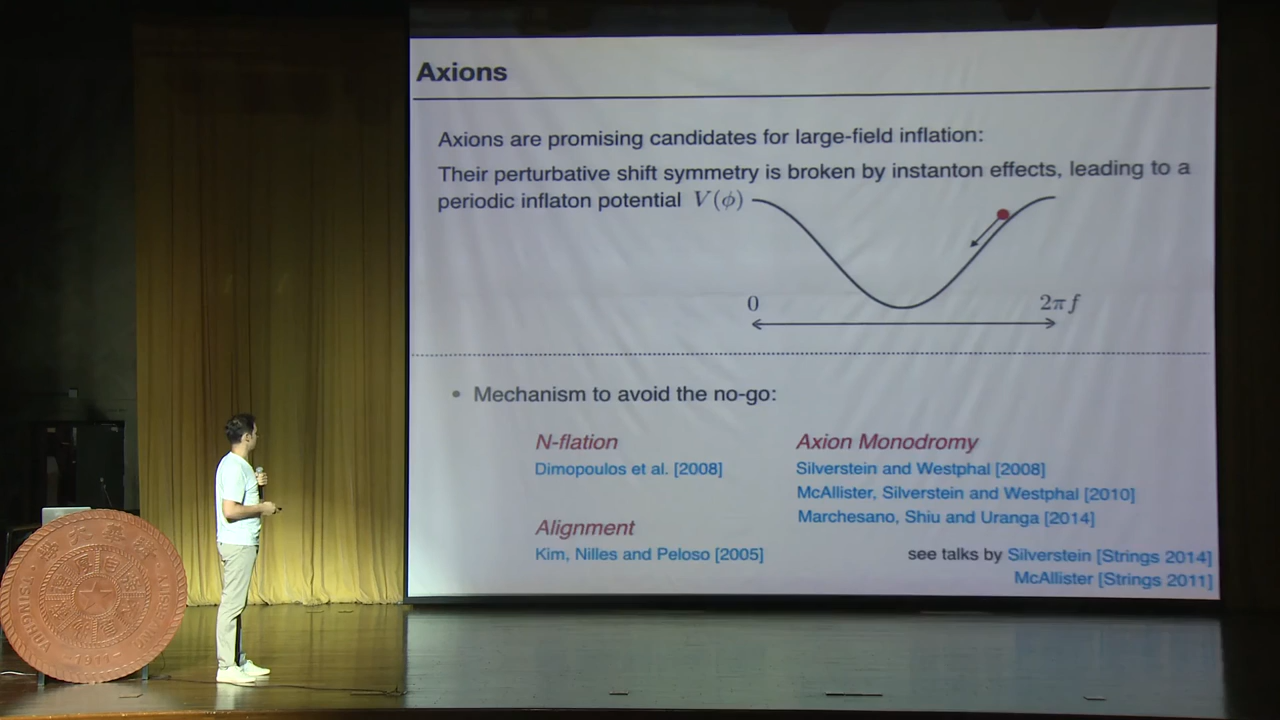 Axions
Axions are promising candidates for large-field inflation:
Their perturbative shift symmetry is broken by instanton effects, leading to a
periodic inflaton potential V(ϕ)
0
2πf
• Mechanism to avoid the no-go:
N-flation
Dimopoulos et al. [2008]
Alignment
Kim, Nilles and Peloso [2005]
Axion Monodromy
Silverstein and Westphal [2008]
McAllister, Silverstein and Westphal [2010]
Marchesano, Shiu and Uranga [2014]
see talks by Silverstein [Strings 2014]
McAllister [Strings 2011]
-1911-